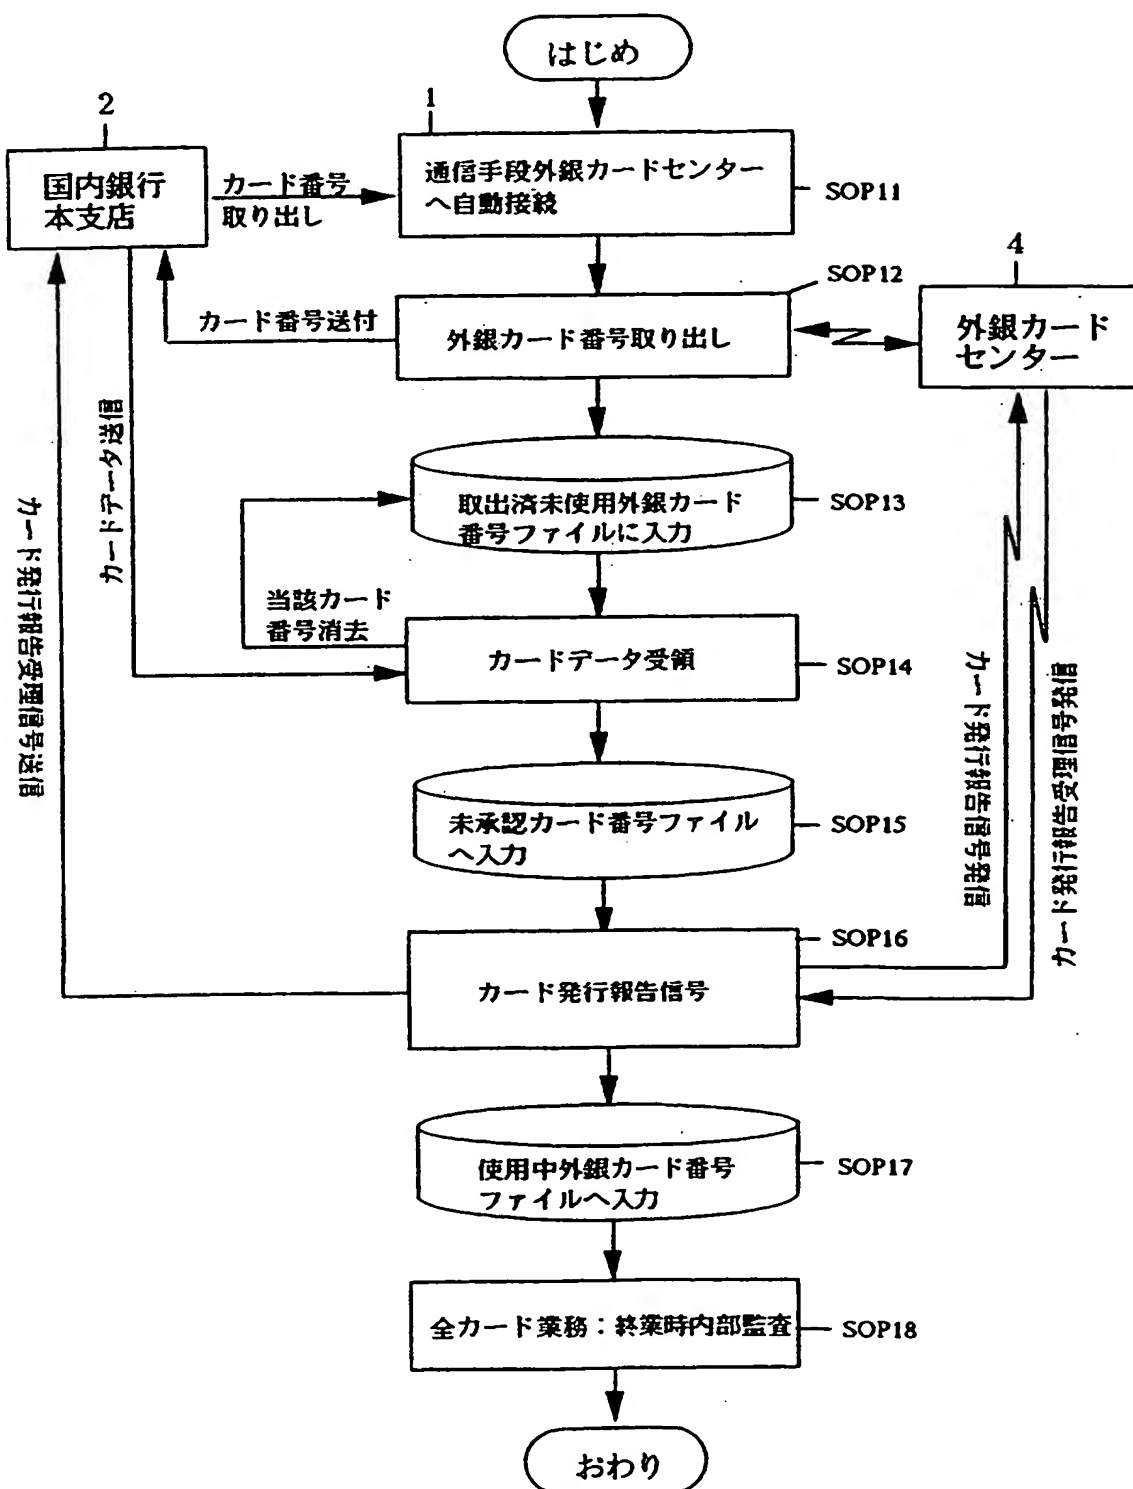 はじめ
2
1
国内銀行
本支店
カード番号
取り出し
通信手段外銀カードセンター
へ自動接続
SOP11
SOP12
4
カード番号送付
外銀カード番号取り出し
外銀カード
センター
カードデータ送信
取出済未使用外銀カード
番号ファイルに入力
SOP13
カード発行報告受理信号送信
当該カード
番号消去
カードデータ受領
SOP14
カード発行報告信号発信
カード発行報告受理信号発信
未承認カード番号ファイル
へ入力
SOP15
SOP16
カード発行報告信号
使用中外銀カード番号
ファイルへ入力
SOP17
全カード業務:終業時内部監査
SOP18
おわり